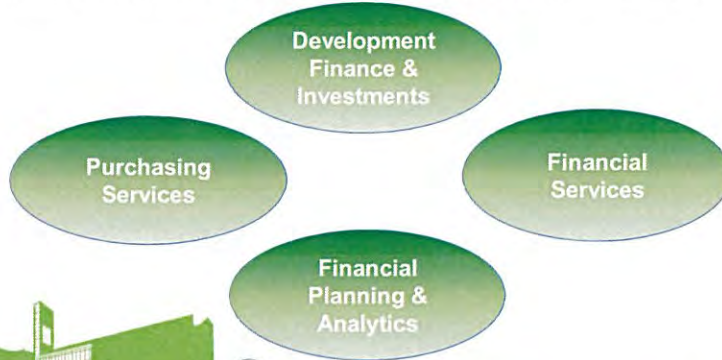 Development
Finance &
Investments
Purchasing
Services
Financial
Services
Financial
Planning &
Analytics